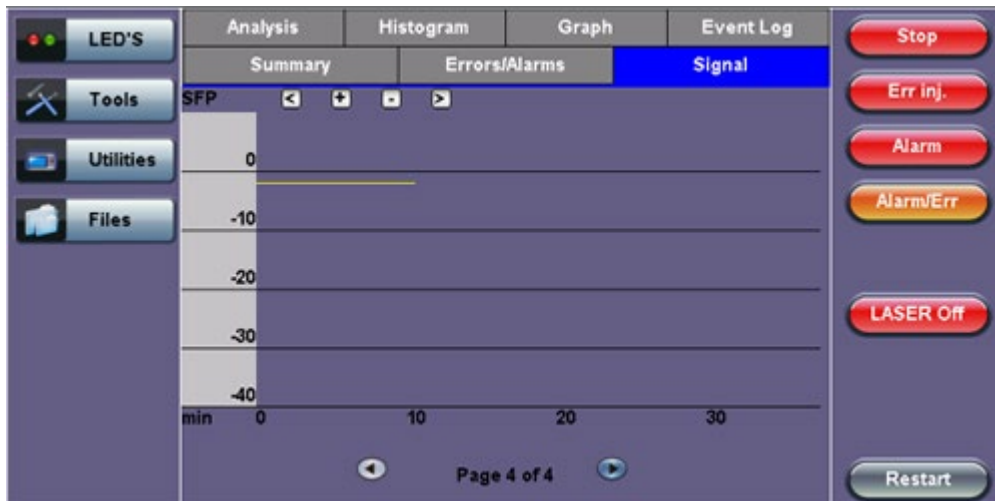 LED'S
Tools
Utilities
Files
Analysis Histogram Graph Event Log
Summary Errors/Alarms Signal
SFP < + - >
0
-10
-20
-30
-40
min 0 10 20 30
Page 4 of 4
Stop
Err inj.
Alarm
Alarm/Err
LASER Off
Restart